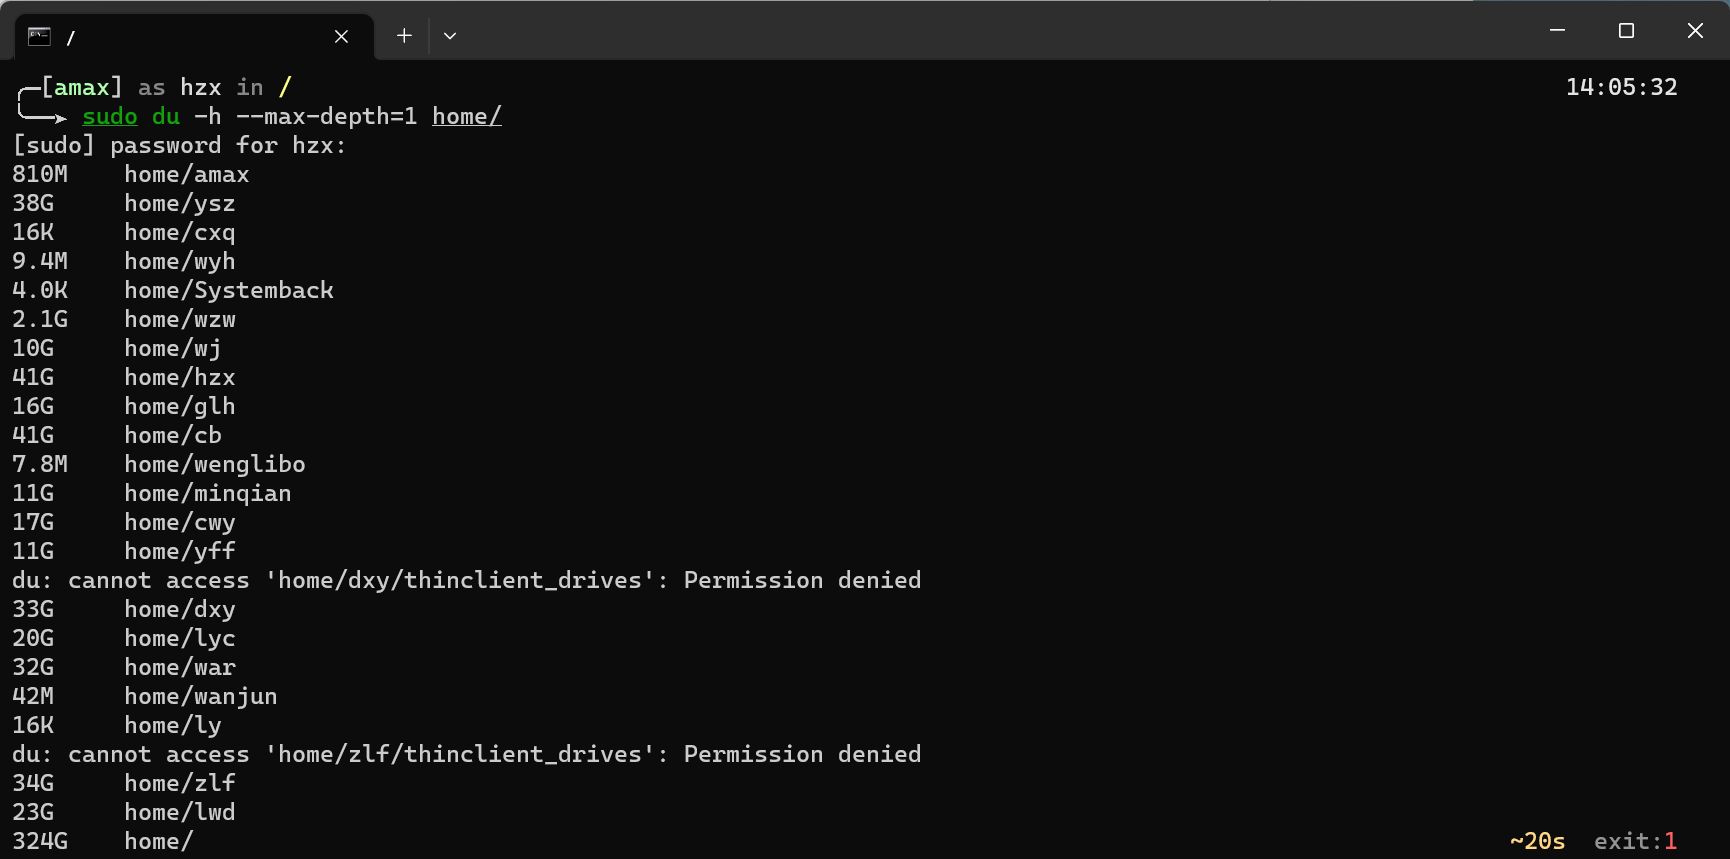 /
[amax] as hzx in / 14:05:32
sudo du -h --max-depth=1 home/
[sudo] password for hzx:
810M home/amax
38G home/ysz
16K home/cxq
9.4M home/wyh
4.0K home/Systemback
2.1G home/wzw
10G home/wj
41G home/hzx
16G home/glh
41G home/cb
7.8M home/wenglibo
11G home/minqian
17G home/cwy
11G home/yff
du: cannot access 'home/dxy/thinclient_drives': Permission denied
33G home/dxy
20G home/lyc
32G home/war
42M home/wanjun
16K home/ly
du: cannot access 'home/zlf/thinclient_drives': Permission denied
34G home/zlf
23G home/lwd
324G home/ ~20s exit:1